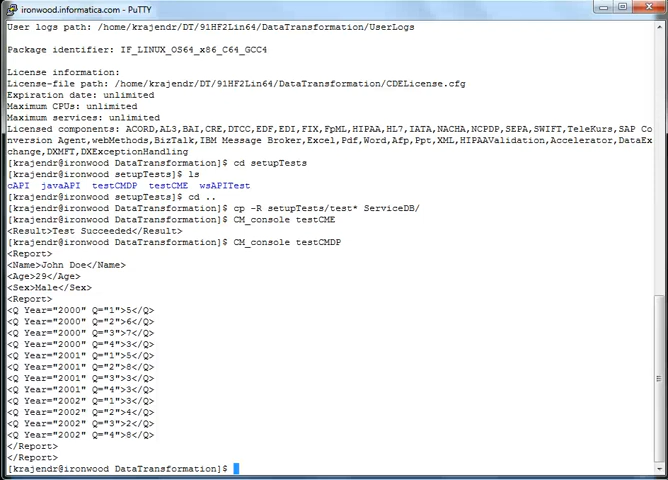 ironwood.informatica.com - PuTTY
User logs path: /home/krajendr/DT/91HF2Lin64/DataTransformation/UserLogs
Package identifier: IF_LINUX_OS64_x86_C64_GCC4
License information:
License-file path: /home/krajendr/DT/91HF2Lin64/DataTransformation/CDELicense.cfg
Expiration date: unlimited
Maximum CPUs: unlimited
Maximum services: unlimited
Licensed components: ACORD,AL3,BAI,CRE,DTCC,EDF,EDI,FIX,FpML,HIPAA,HL7,IATA,NACHA,NCPDP,SEPA,SWIFT,TeleKurs,SAP Co
nversion Agent,webMethods,BizTalk,IBM Message Broker,Excel,Pdf,Word,Afp,Ppt,XML,HIPAAValidation,Accelerator,DataEx
change,DXMFT,DXExceptionHandling
[krajendr@ironwood DataTransformation]$ cd setupTests
[krajendr@ironwood setupTests]$ ls
cAPI javaAPI testCMDP testCME wsAPITest
[krajendr@ironwood setupTests]$ cd ..
[krajendr@ironwood DataTransformation]$ cp -R setupTests/test* ServiceDB/
[krajendr@ironwood DataTransformation]$ CM_console testCME
<Result>Test Succeeded</Result>
[krajendr@ironwood DataTransformation]$ CM_console testCMDP
<Report>
<Name>John Doe</Name>
<Age>29</Age>
<Sex>Male</Sex>
<Report>
<Q Year="2000" Q="1">5</Q>
<Q Year="2000" Q="2">6</Q>
<Q Year="2000" Q="3">7</Q>
<Q Year="2000" Q="4">3</Q>
<Q Year="2001" Q="1">5</Q>
<Q Year="2001" Q="2">8</Q>
<Q Year="2001" Q="3">3</Q>
<Q Year="2001" Q="4">3</Q>
<Q Year="2002" Q="1">3</Q>
<Q Year="2002" Q="2">4</Q>
<Q Year="2002" Q="3">2</Q>
<Q Year="2002" Q="4">8</Q>
</Report>
</Report>
[krajendr@ironwood DataTransformation]$